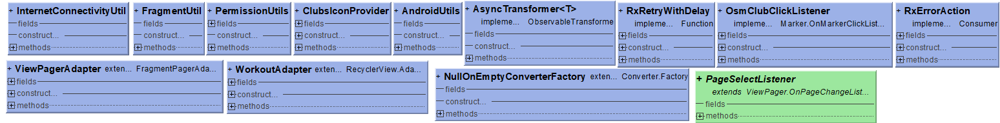 + InternetConnectivityUtil
fields
construct...
methods
+ FragmentUtil
fields
construct...
methods
+ PermissionUtils
fields
construct...
methods
+ ClubsIconProvider
fields
construct...
methods
+ AndroidUtils
fields
construct...
methods
+ AsyncTransformer<T>
impleme... ObservableTransforme
fields
construct...
methods
+ RxRetryWithDelay
impleme... Function
fields
construct...
methods
+ OsmClubClickListener
impleme... Marker.OnMarkerClickList...
fields
construct...
methods
+ RxErrorAction
impleme... Consumer
fields
construct...
methods
+ ViewPagerAdapter exten... FragmentPagerAda...
fields
construct...
methods
+ WorkoutAdapter exten... RecyclerView.Ada...
fields
construct...
methods
+ NullOnEmptyConverterFactory exten... Converter.Factory
fields
construct...
methods
+ PageSelectListener
extends ViewPager.OnPageChangeList...
fields
methods